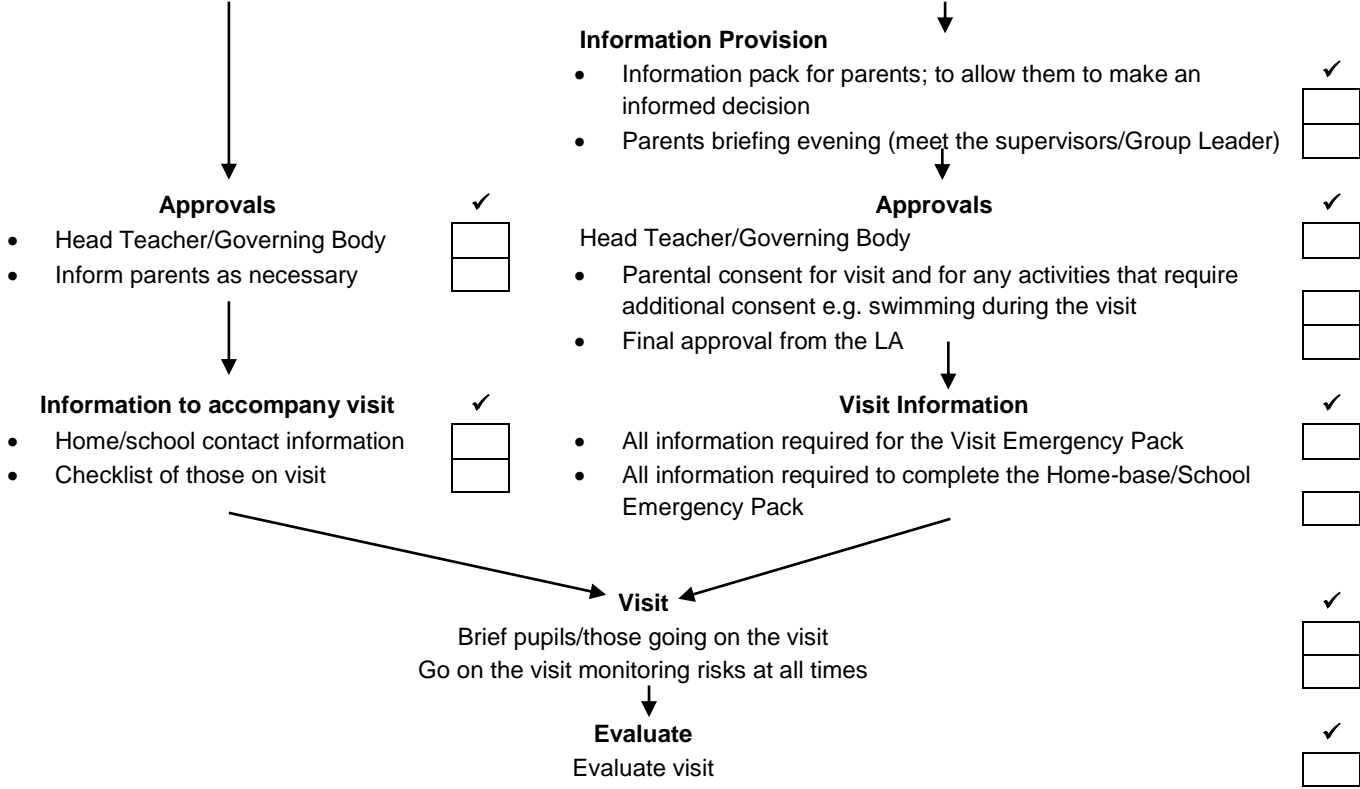 Information Provision
✓
• Information pack for parents; to allow them to make an
informed decision
• Parents briefing evening (meet the supervisors/Group Leader)
Approvals ✓
• Head Teacher/Governing Body
• Inform parents as necessary
Approvals ✓
Head Teacher/Governing Body
• Parental consent for visit and for any activities that require
additional consent e.g. swimming during the visit
• Final approval from the LA
Information to accompany visit ✓
• Home/school contact information
• Checklist of those on visit
Visit Information ✓
• All information required for the Visit Emergency Pack
• All information required to complete the Home-base/School
Emergency Pack
Visit ✓
Brief pupils/those going on the visit
Go on the visit monitoring risks at all times
Evaluate ✓
Evaluate visit